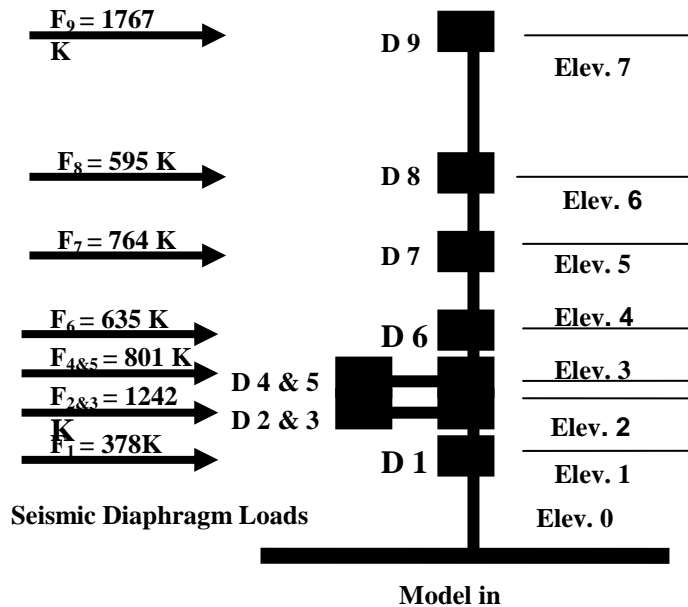 F9 = 1767
K
D 9
Elev. 7
F8 = 595 K
D 8
Elev. 6
F7 = 764 K
D 7
Elev. 5
F6 = 635 K
D 6
Elev. 4
F4&5 = 801 K
D 4 & 5
Elev. 3
F2&3 = 1242
K
D 2 & 3
Elev. 2
F1 = 378K
D 1
Elev. 1
Seismic Diaphragm Loads
Elev. 0
Model in